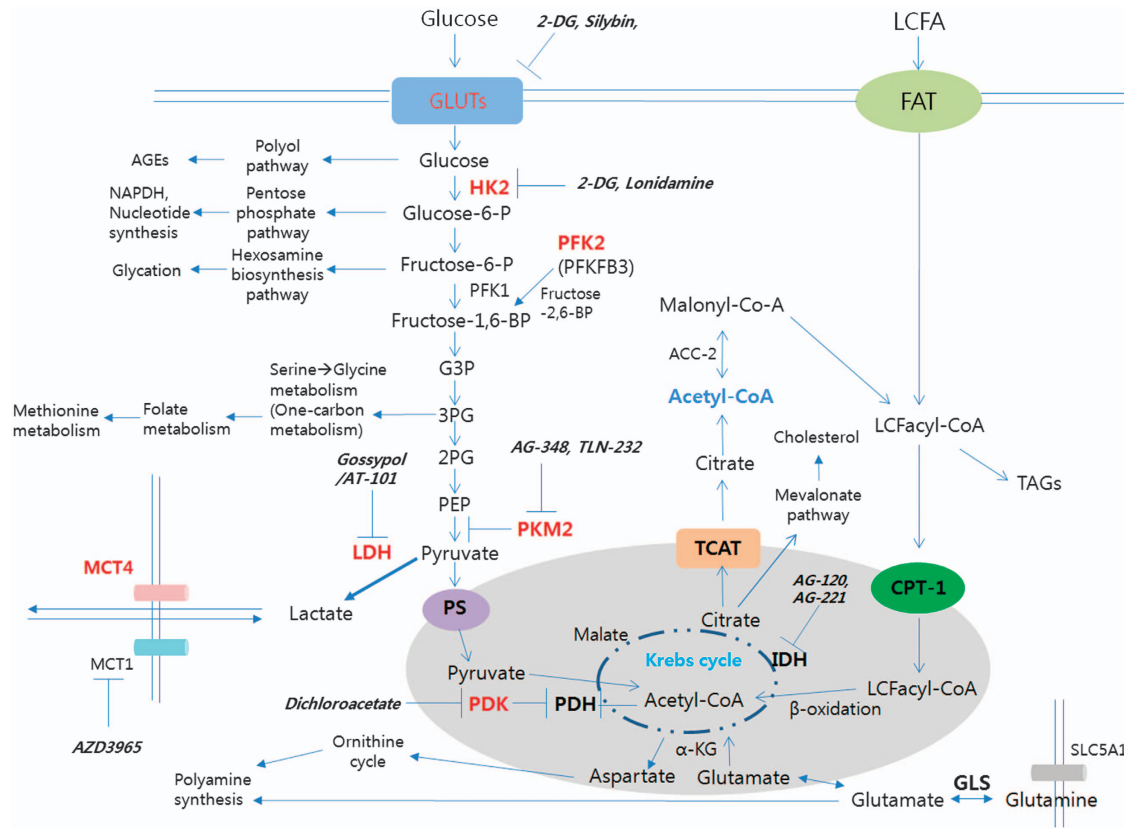 Glucose
2-DG, Silybin,
LCFA
GLUTs
FAT
AGEs
Polyol
pathway
Glucose
HK2
2-DG, Lonidamine
NAPDH,
Nucleotide
synthesis
Pentose
phosphate
pathway
Glucose-6-P
PFK2
(PFKFB3)
Glycation
Hexosamine
biosynthesis
pathway
Fructose-6-P
PFK1
Fructose
-2,6-BP
Fructose-1,6-BP
Malonyl-Co-A
ACC-2
G3P
Serine→Glycine
metabolism
(One-carbon
metabolism)
Acetyl-CoA
Methionine
metabolism
Folate
metabolism
3PG
LCFacyl-CoA
Cholesterol
2PG
AG-348, TLN-232
Gossypol
/AT-101
Citrate
TAGs
Mevalonate
pathway
PEP
PKM2
LDH
Pyruvate
TCAT
MCT4
CPT-1
AG-120,
AG-221
PS
Lactate
Citrate
Malate
Krebs cycle
IDH
MCT1
Pyruvate
Acetyl-CoA
LCFacyl-CoA
β-oxidation
Dichloroacetate
PDK
PDH
AZD3965
Ornithine
cycle
α-KG
Aspartate
Glutamate
SLC5A1
Polyamine
synthesis
Glutamate
GLS
Glutamine